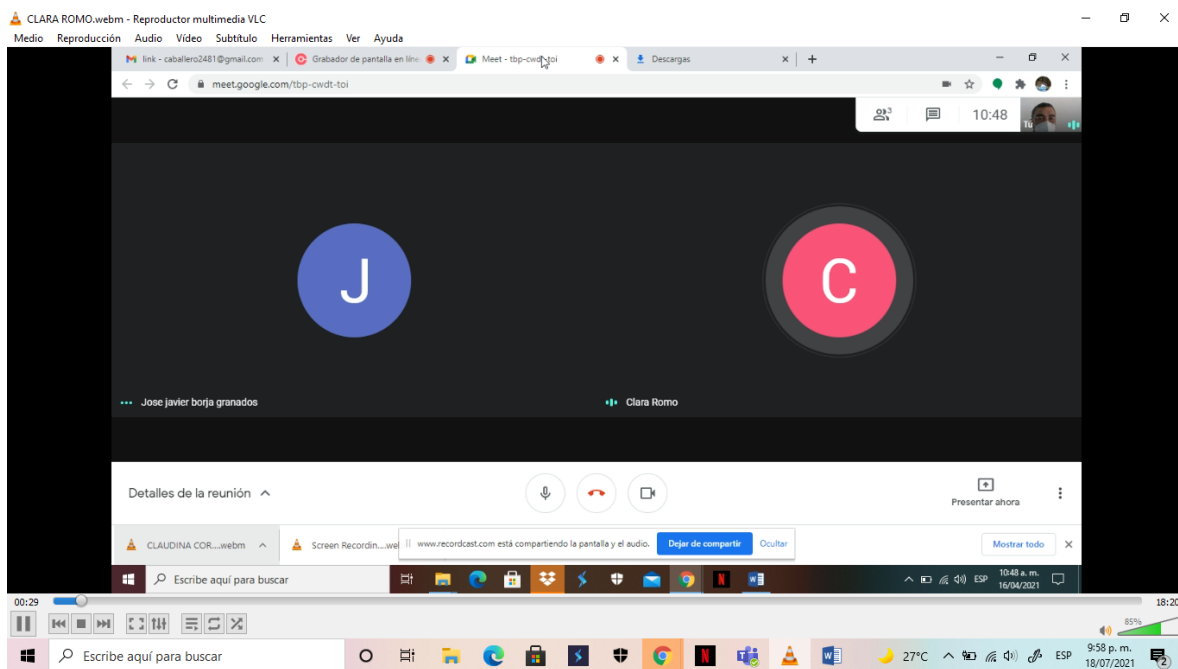 CLARA ROMO.webm - Reproductor multimedia VLC
Medio Reproducción Audio Vídeo Subtítulo Herramientas Ver Ayuda
link - caballero2481@gmail.com
Grabador de pantalla en líne
Meet - tbp-cwdt-toi
Descargas
meet.google.com/tbp-cwdt-toi
3
10:48
Tú
J
C
Jose javier borja granados
Clara Romo
Detalles de la reunión
Presentar ahora
CLAUDINA COR....webm
Screen Recordin....we
www.recordcast.com está compartiendo la pantalla y el audio.
Dejar de compartir
Ocultar
Mostrar todo
Escribe aquí para buscar
ESP
10:48 a. m.
16/04/2021
00:29
18:20
85%
Escribe aquí para buscar
27°C
ESP
9:58 p. m.
18/07/2021
2